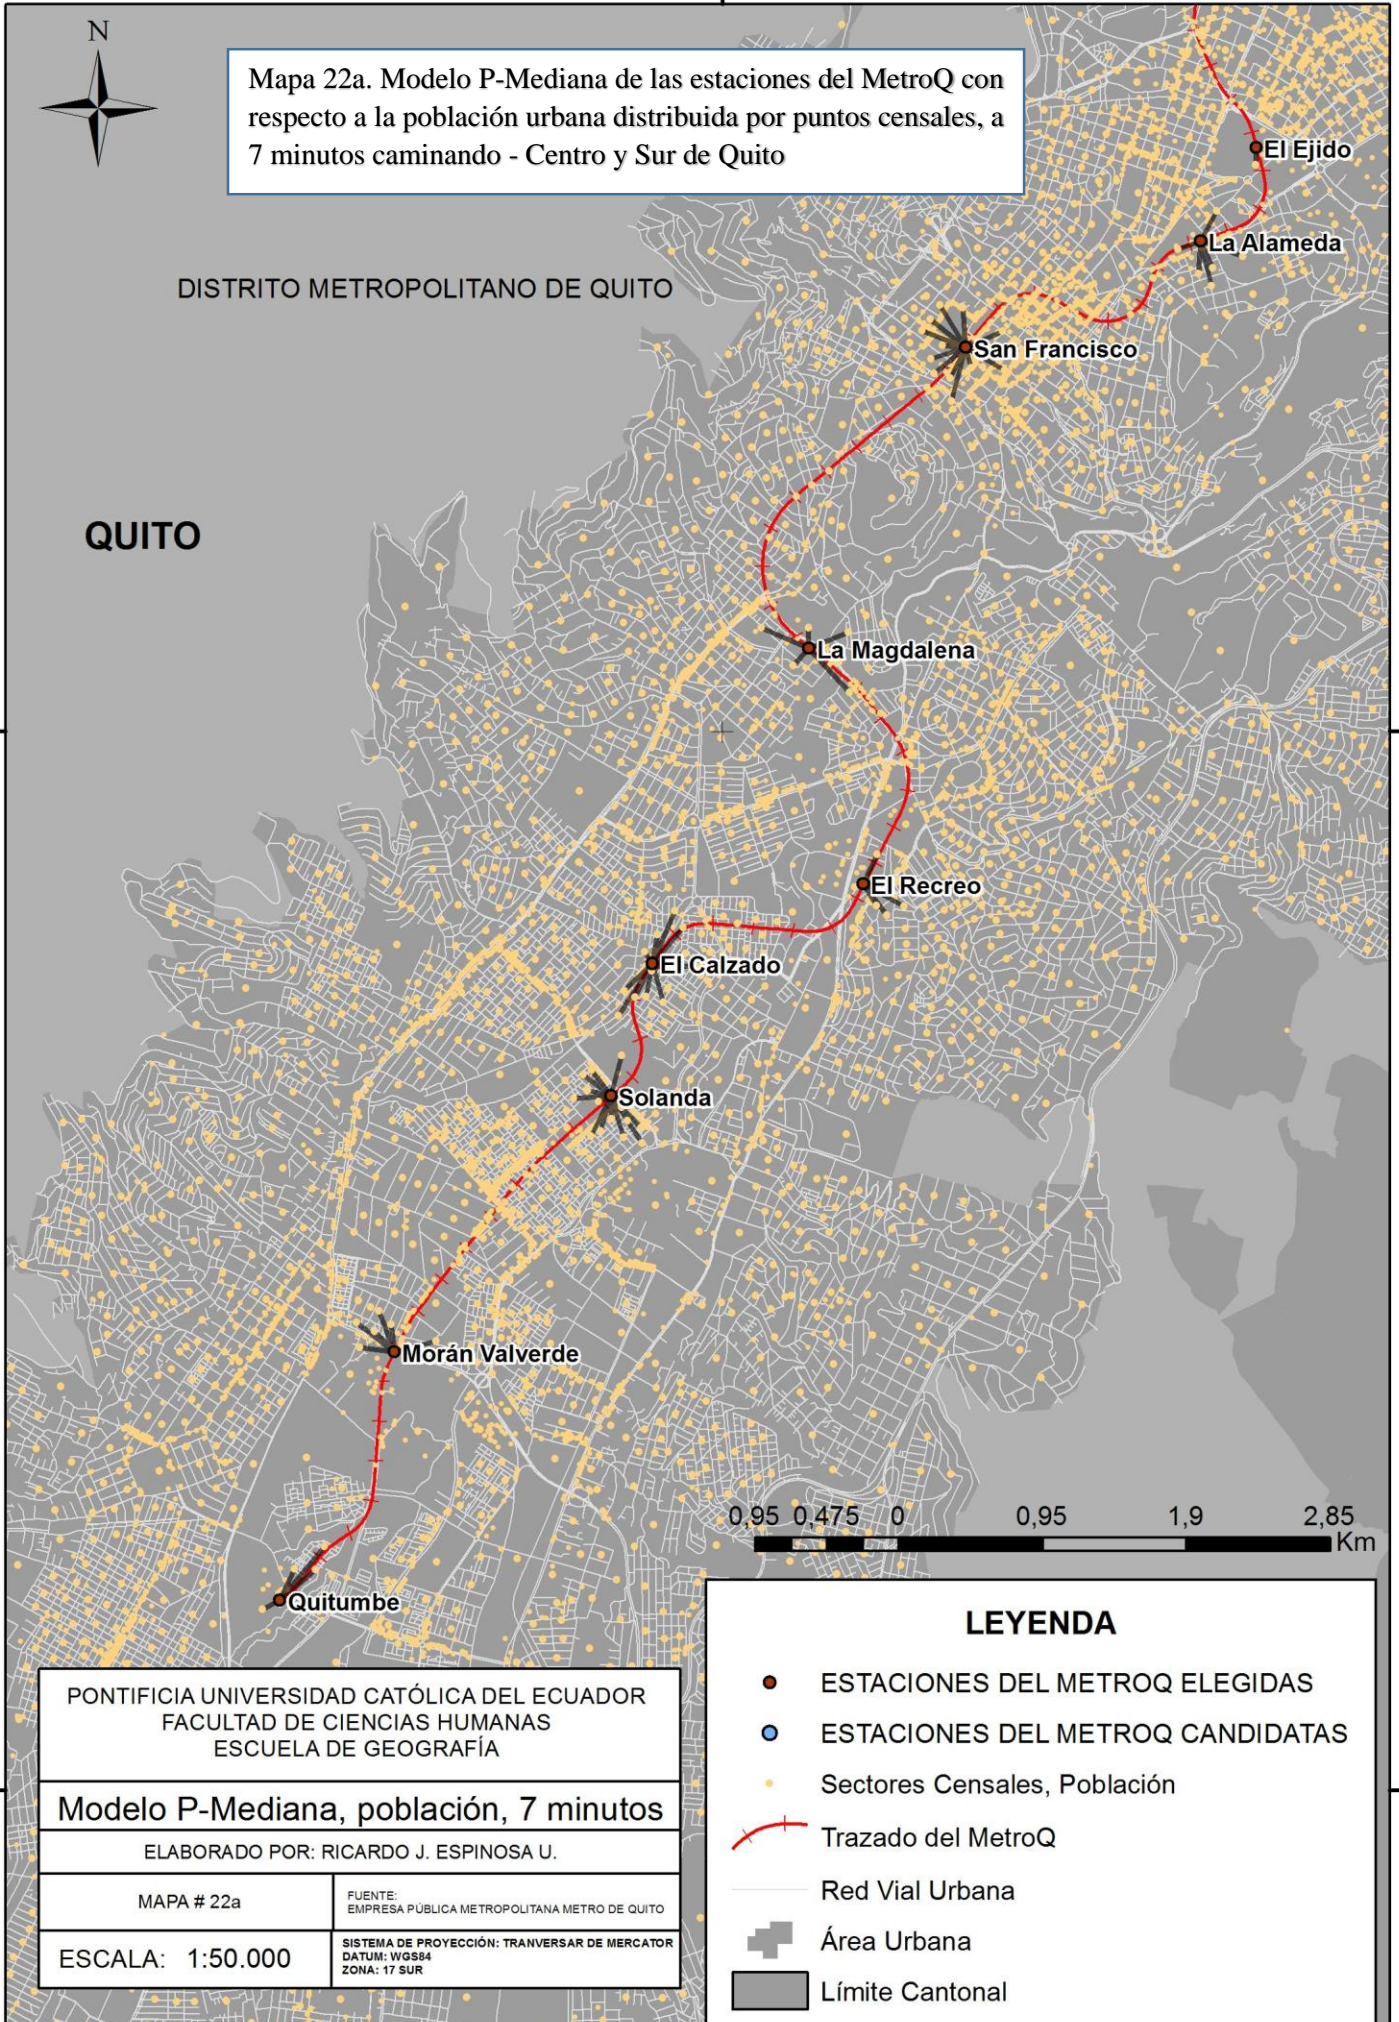 N
Mapa 22a. Modelo P-Mediana de las estaciones del MetroQ con
respecto a la población urbana distribuida por puntos censales, a
7 minutos caminando - Centro y Sur de Quito
El Ejido
La Alameda
DISTRITO METROPOLITANO DE QUITO
San Francisco
QUITO
La Magdalena
El Recreo
El Calzado
Solanda
Morán Valverde
Quitumbe
0,95 0,475 0 0,95 1,9 2,85
Km
LEYENDA
ESTACIONES DEL METROQ ELEGIDAS
ESTACIONES DEL METROQ CANDIDATAS
Sectores Censales, Población
Trazado del MetroQ
Red Vial Urbana
Área Urbana
Límite Cantonal
PONTIFICIA UNIVERSIDAD CATÓLICA DEL ECUADOR
FACULTAD DE CIENCIAS HUMANAS
ESCUELA DE GEOGRAFÍA
Modelo P-Mediana, población, 7 minutos
ELABORADO POR: RICARDO J. ESPINOSA U.
MAPA # 22a
FUENTE:
EMPRESA PÚBLICA METROPOLITANA METRO DE QUITO
ESCALA: 1:50.000
SISTEMA DE PROYECCIÓN: TRANVERSAR DE MERCATOR
DATUM: WGS84
ZONA: 17 SUR